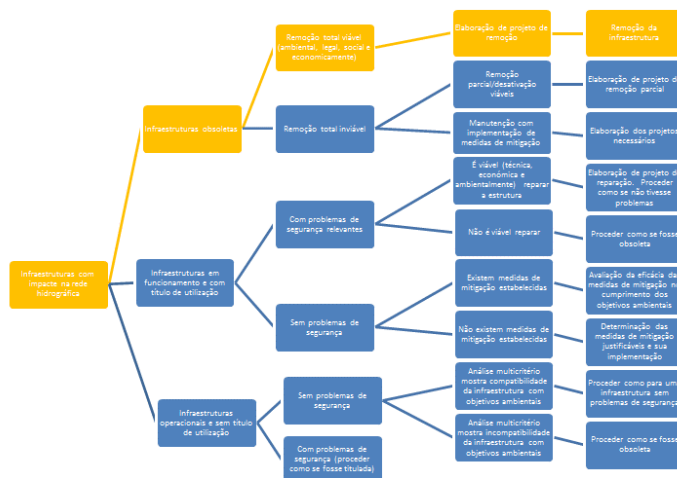 Remoção total viável
(ambiental, legal, social e
economicamente)
Elaboração de projeto de
remoção
Remoção da
infraestrutura
Infraestruturas obsoletas
Remoção total inviável
Remoção
parcial/desativação
viáveis
Elaboração de projeto de
remoção parcial
Manutenção com
implementação de
medidas de mitigação
Elaboração dos projetos
necessários
Infraestruturas com
impacte na rede
hidrográfica
Infraestruturas em
funcionamento e com
título de utilização
Com problemas de
segurança relevantes
É viável (técnica,
económica e
ambientalmente) reparar
a estrutura
Elaboração de projeto de
reparação. Proceder
como se não tivesse
problemas
Não é viável reparar
Proceder como se fosse
obsoleta
Sem problemas de
segurança
Existem medidas de
mitigação estabelecidas
Avaliação da eficácia das
medidas de mitigação no
cumprimento dos
objetivos ambientais
Não existem medidas de
mitigação estabelecidas
Determinação das
medidas de mitigação
justificáveis e sua
implementação
Infraestruturas
operacionais e sem título
de utilização
Sem problemas de
segurança
Análise multicritério
mostra compatibilidade
da infraestrutura com
objetivos ambientais
Proceder como para uma
infraestrutura sem
problemas de segurança
Análise multicritério
mostra incompatibilidade
da infraestrutura com
objetivos ambientais
Proceder como se fosse
obsoleta
Com problemas de
segurança (proceder
como se fosse titulada)